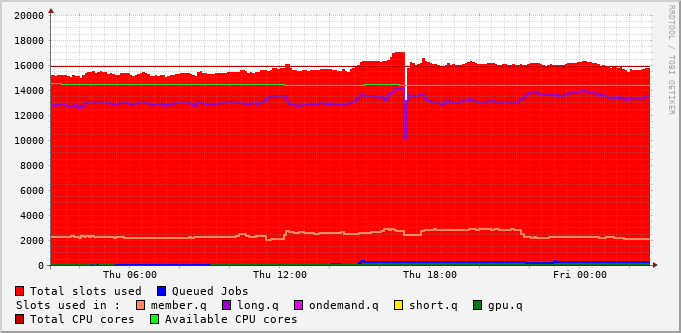 20000
18000
16000
14000
12000
10000
8000
6000
4000
2000
0
Thu 06:00 Thu 12:00 Thu 18:00 Fri 00:00
Total slots used Queued Jobs
Slots used in : member.q long.q ondemand.q short.q gpu.q
Total CPU cores Available CPU cores
RRDTOOL / TOBI OETIKER